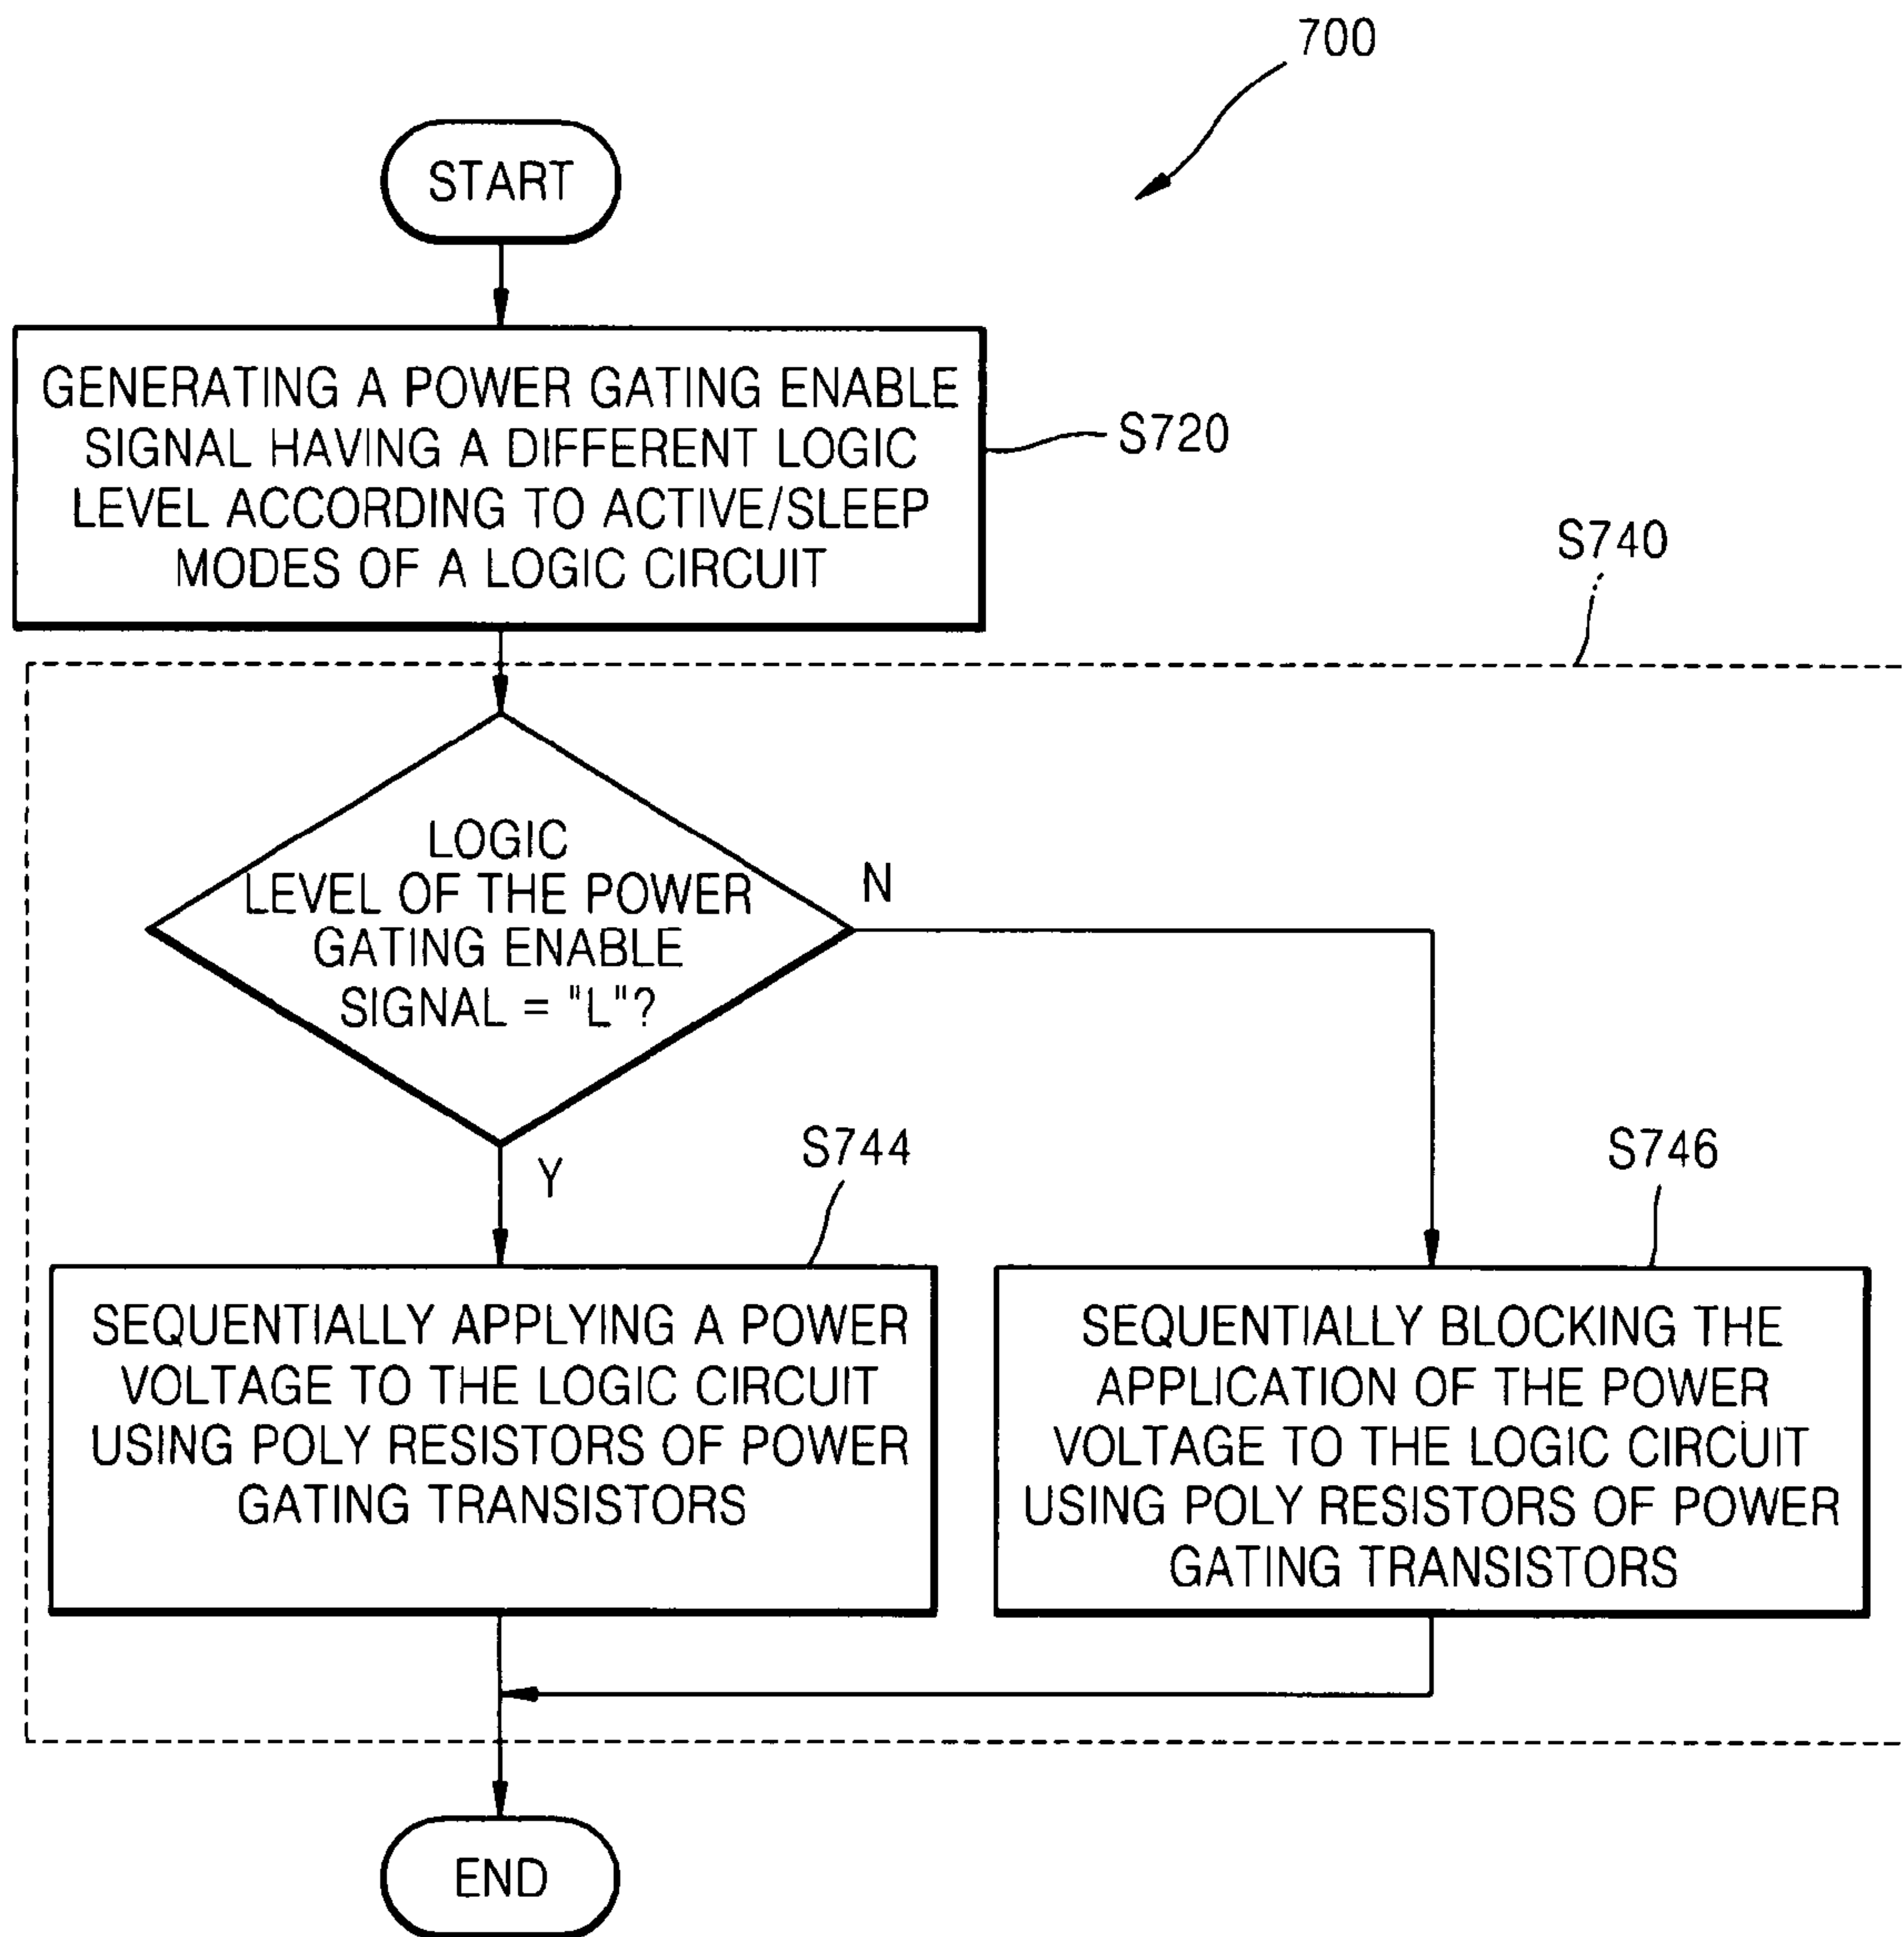 700
START
GENERATING A POWER GATING ENABLE
SIGNAL HAVING A DIFFERENT LOGIC
LEVEL ACCORDING TO ACTIVE/SLEEP
MODES OF A LOGIC CIRCUIT
S720
S740
LOGIC
LEVEL OF THE POWER
GATING ENABLE
SIGNAL = "L"?
N
Y
S744
SEQUENTIALLY APPLYING A POWER
VOLTAGE TO THE LOGIC CIRCUIT
USING POLY RESISTORS OF POWER
GATING TRANSISTORS
S746
SEQUENTIALLY BLOCKING THE
APPLICATION OF THE POWER
VOLTAGE TO THE LOGIC CIRCUIT
USING POLY RESISTORS OF POWER
GATING TRANSISTORS
END